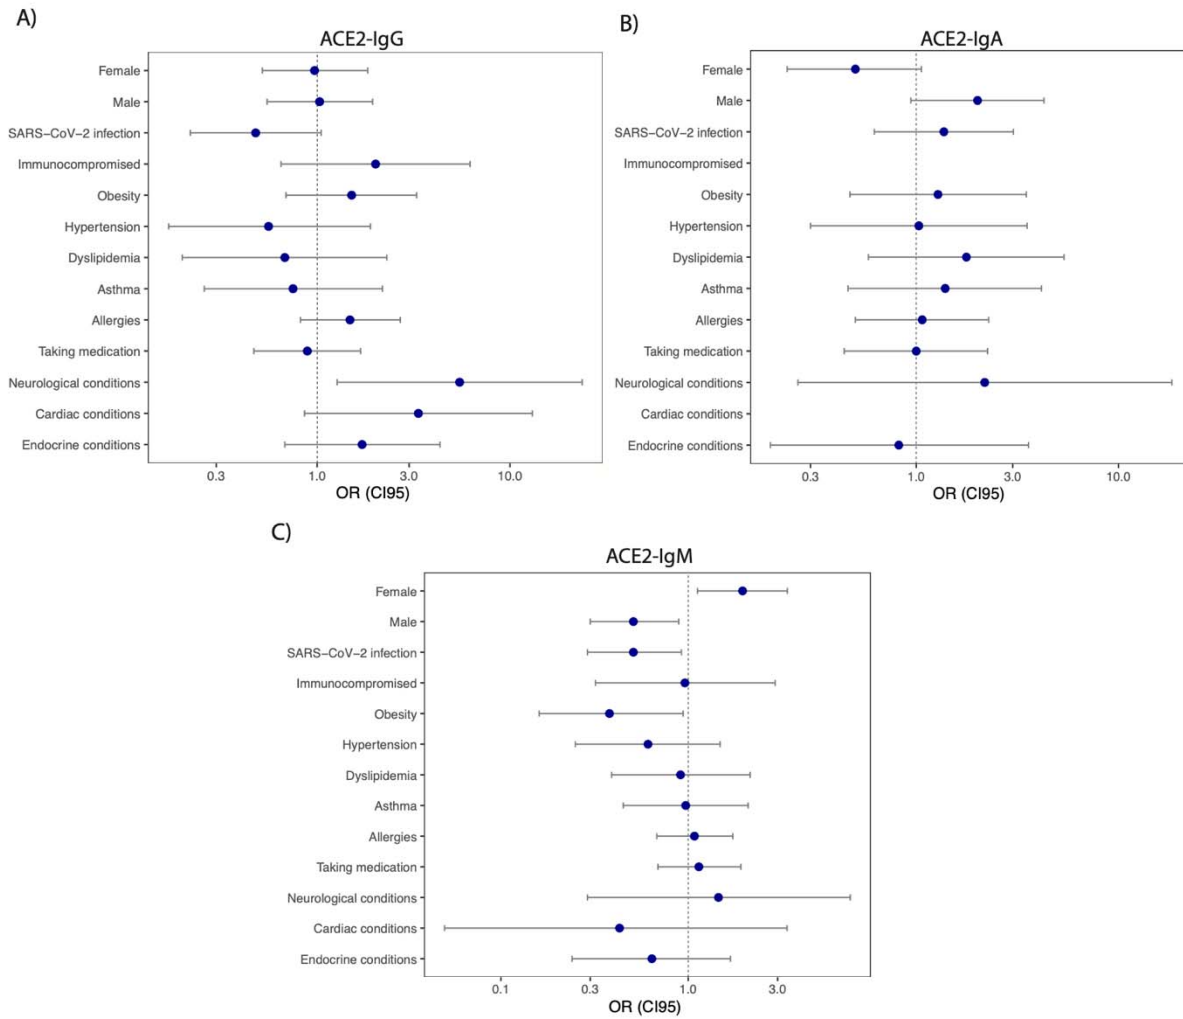 A)
ACE2-IgG
Female
Male
SARS−CoV−2 infection
Immunocompromised
Obesity
Hypertension
Dyslipidemia
Asthma
Allergies
Taking medication
Neurological conditions
Cardiac conditions
Endocrine conditions
0.3 1.0 3.0 10.0
OR (CI95)
B)
ACE2-IgA
Female
Male
SARS−CoV−2 infection
Immunocompromised
Obesity
Hypertension
Dyslipidemia
Asthma
Allergies
Taking medication
Neurological conditions
Cardiac conditions
Endocrine conditions
0.3 1.0 3.0 10.0
OR (CI95)
C)
ACE2-IgM
Female
Male
SARS−CoV−2 infection
Immunocompromised
Obesity
Hypertension
Dyslipidemia
Asthma
Allergies
Taking medication
Neurological conditions
Cardiac conditions
Endocrine conditions
0.1 0.3 1.0 3.0
OR (CI95)